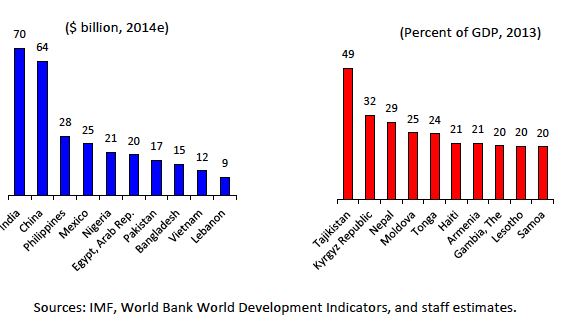 ($ billion, 2014e)
70
64
28
25
21
20
17
15
12
9
India
China
Philippines
Mexico
Nigeria
Egypt, Arab Rep.
Pakistan
Bangladesh
Vietnam
Lebanon
(Percent of GDP, 2013)
49
32
29
25
24
21
21
20
20
20
Tajikistan
Kyrgyz Republic
Nepal
Moldova
Tonga
Haiti
Armenia
Gambia, The
Lesotho
Samoa
Sources: IMF, World Bank World Development Indicators, and staff estimates.